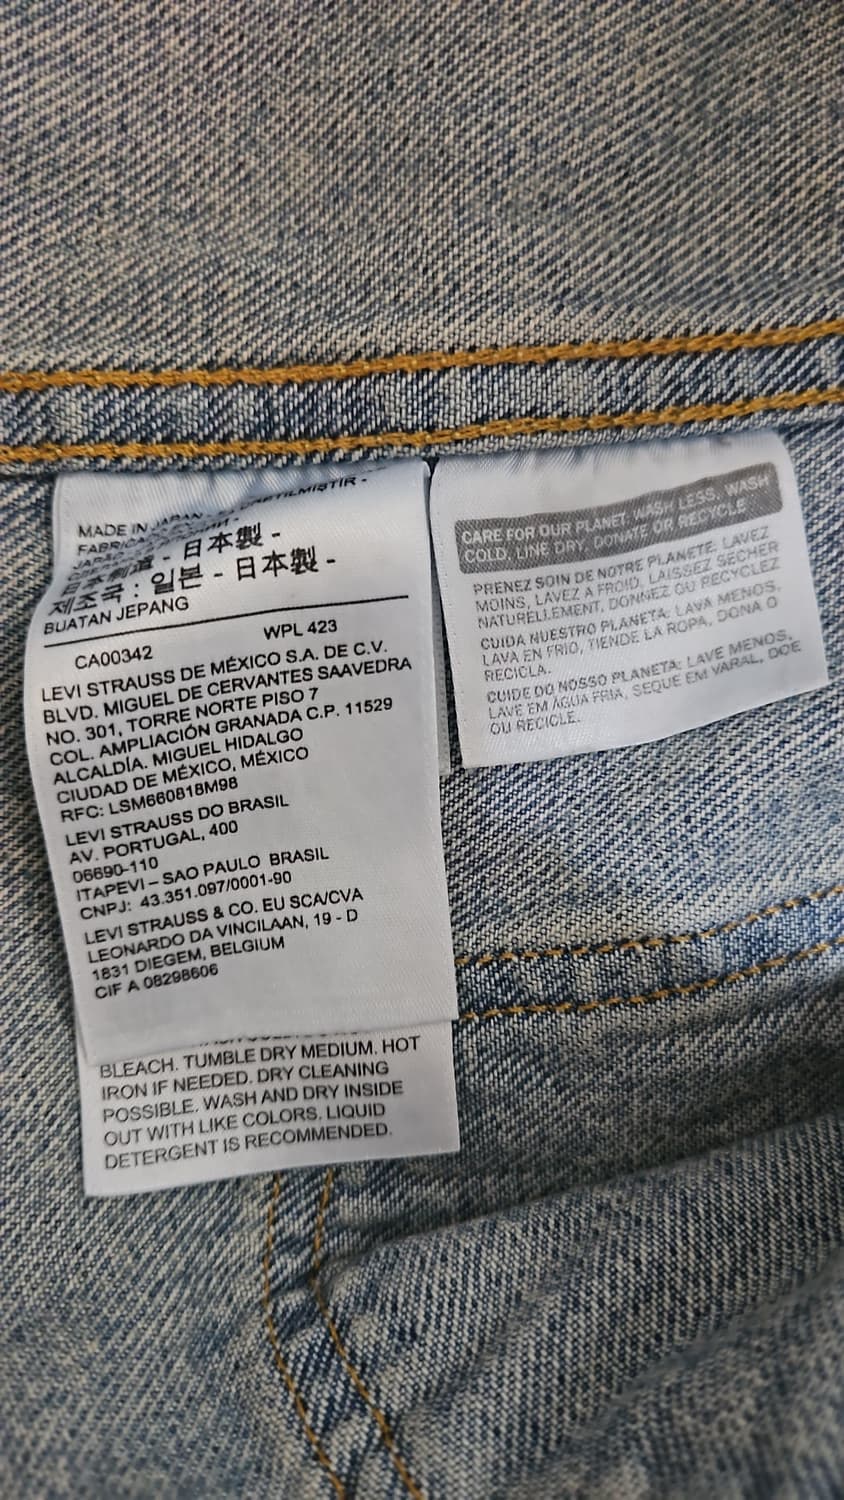 MADE IN JAPAN -
日本製 -
제조국 : 일본 - 日本製 -
BUATAN JEPANG
CA00342 WPL 423
LEVI STRAUSS DE MÉXICO S.A. DE C.V.
BLVD. MIGUEL DE CERVANTES SAAVEDRA
NO. 301, TORRE NORTE PISO 7
COL. AMPLIACIÓN GRANADA C.P. 11529
ALCALDÍA. MIGUEL HIDALGO
CIUDAD DE MÉXICO, MÉXICO
RFC: LSM660818M98
LEVI STRAUSS DO BRASIL
AV. PORTUGAL, 400
06690-110
ITAPEVI – SAO PAULO BRASIL
CNPJ: 43.351.097/0001-90
LEVI STRAUSS & CO. EU SCA/CVA
LEONARDO DA VINCILAAN, 19 - D
1831 DIEGEM, BELGIUM
CIF A 08298606
BLEACH. TUMBLE DRY MEDIUM. HOT
IRON IF NEEDED. DRY CLEANING
POSSIBLE. WASH AND DRY INSIDE
OUT WITH LIKE COLORS. LIQUID
DETERGENT IS RECOMMENDED.
CARE FOR OUR PLANET: WASH LESS, WASH
COLD, LINE DRY, DONATE OR RECYCLE
PRENEZ SOIN DE NOTRE PLANÈTE: LAVEZ
MOINS, LAVEZ À FROID, LAISSEZ SÉCHER
NATURELLEMENT, DONNEZ OU RECYCLEZ
CUIDA NUESTRO PLANETA: LAVA MENOS,
LAVA EN FRÍO, TIENDE LA ROPA, DONA O
RECICLA.
CUIDE DO NOSSO PLANETA: LAVE MENOS,
LAVE EM ÁGUA FRIA, SEQUE EM VARAL, DOE
OU RECICLE.